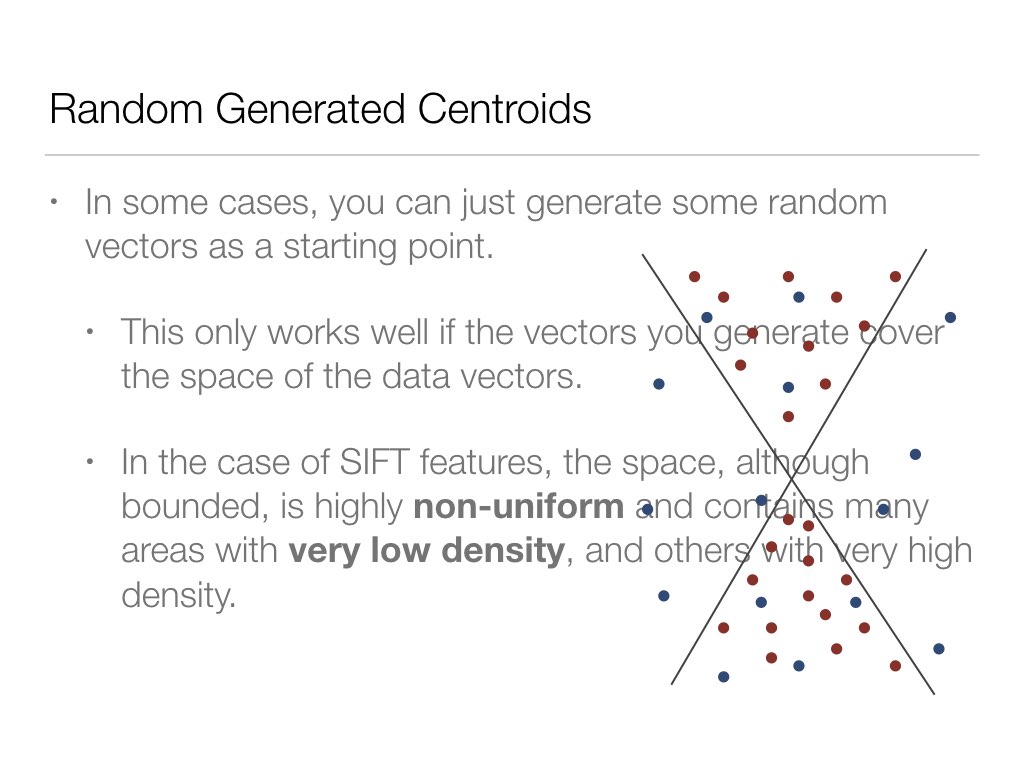 Random Generated Centroids
• In some cases, you can just generate some random
vectors as a starting point.
• This only works well if the vectors you generate cover
the space of the data vectors.
• In the case of SIFT features, the space, although
bounded, is highly non-uniform and contains many
areas with very low density, and others with very high
density.